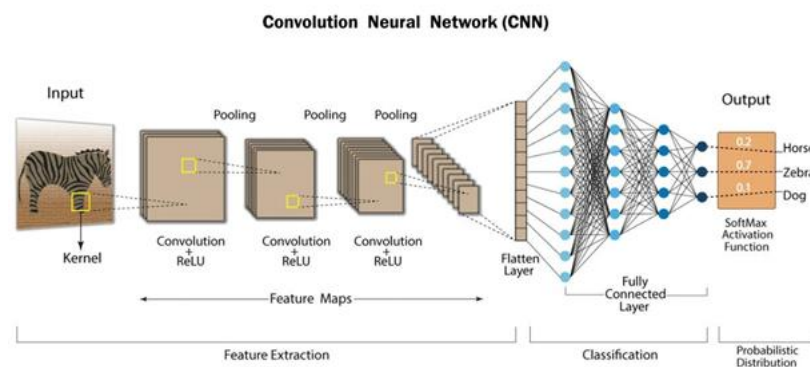 Convolution Neural Network (CNN)
Input
Pooling
Pooling
Pooling
Output
0.2
Horse
0.7
Zebra
0.1
Dog
Kernel
Convolution
+
ReLU
Convolution
+
ReLU
Convolution
+
ReLU
Flatten
Layer
SoftMax
Activation
Function
Feature Maps
Fully
Connected
Layer
Feature Extraction
Classification
Probabilistic
Distribution